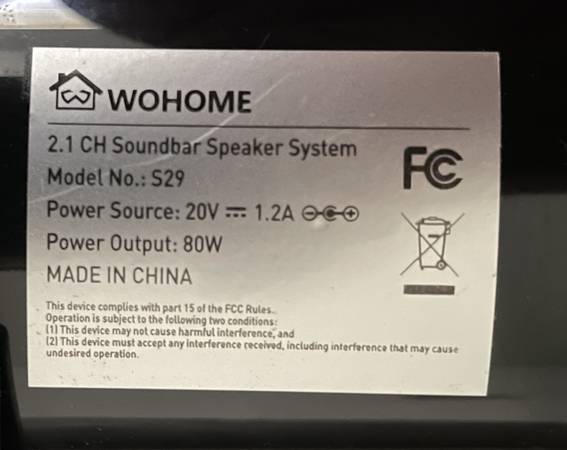 WOHOME
2.1 CH Soundbar Speaker System
Model No.: S29
Power Source: 20V ⎓ 1.2A
Power Output: 80W
MADE IN CHINA
FC
This device complies with part 15 of the FCC Rules.
Operation is subject to the following two conditions:
(1) This device may not cause harmful interference, and
(2) This device must accept any interference received, including interference that may cause
undesired operation.